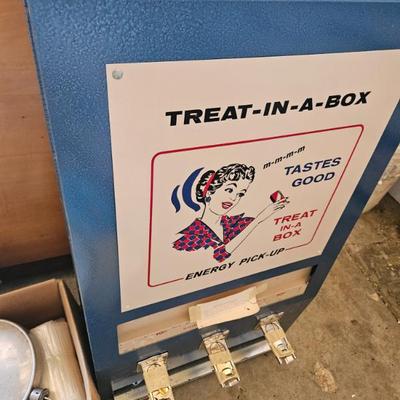 TREAT-IN-A-BOX
m-m-m-m
TASTES
GOOD
TREAT
IN-A
BOX
ENERGY PICK-UP